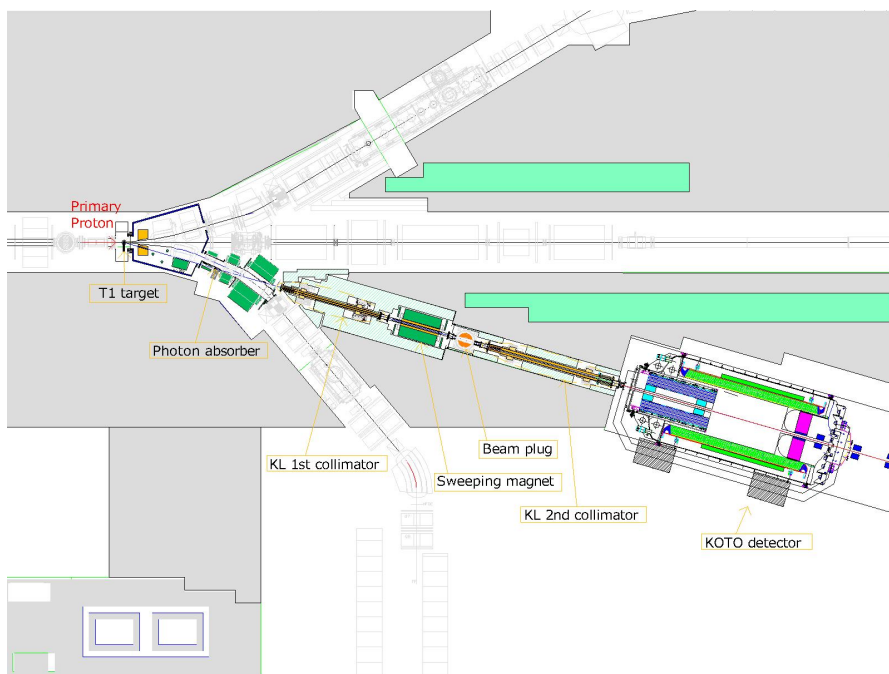 Primary
Proton
T1 target
Photon absorber
KL 1st collimator
Beam plug
Sweeping magnet
KL 2nd collimator
KOTO detector